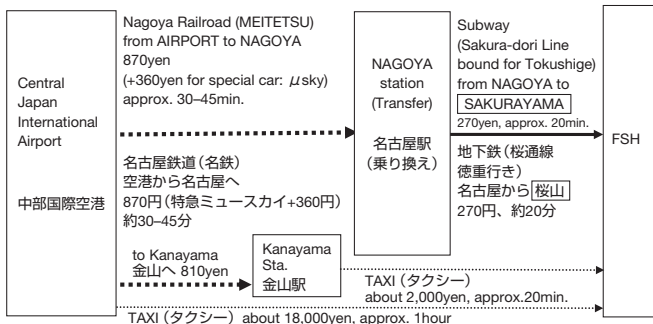 Central
Japan
International
Airport
中部国際空港
Nagoya Railroad (MEITETSU)
from AIRPORT to NAGOYA
870yen
(+360yen for special car: μsky)
approx. 30–45min.
名古屋鉄道（名鉄）
空港から名古屋へ
870円（特急ミュースカイ+360円）
約30–45分
NAGOYA
station
(Transfer)
名古屋駅
（乗り換え）
Subway
(Sakura-dori Line
bound for Tokushige)
from NAGOYA to
SAKURAYAMA
270yen, approx. 20min.
地下鉄（桜通線
徳重行き）
名古屋から桜山
270円、約20分
FSH
to Kanayama
金山へ 810yen
Kanayama
Sta.
金山駅
TAXI（タクシー）
about 2,000yen, approx.20min.
TAXI（タクシー）about 18,000yen, approx. 1hour